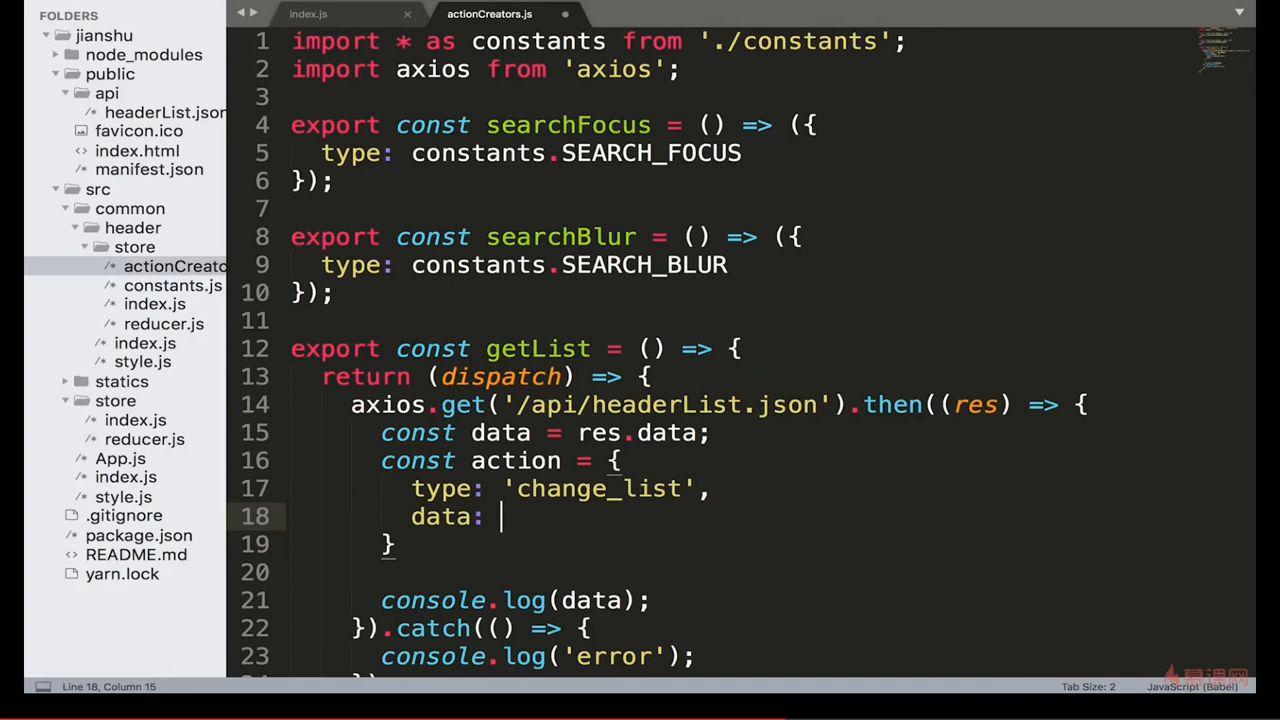 FOLDERS
jianshu
node_modules
public
api
headerList.json
favicon.ico
index.html
manifest.json
src
common
header
store
actionCreato
constants.js
index.js
reducer.js
index.js
style.js
statics
store
index.js
reducer.js
App.js
index.js
style.js
.gitignore
package.json
README.md
yarn.lock
index.js
actionCreators.js
1 import * as constants from './constants';
2 import axios from 'axios';
3
4 export const searchFocus = () => ({
5 type: constants.SEARCH_FOCUS
6 });
7
8 export const searchBlur = () => ({
9 type: constants.SEARCH_BLUR
10 });
11
12 export const getList = () => {
13 return (dispatch) => {
14 axios.get('/api/headerList.json').then((res) => {
15 const data = res.data;
16 const action = {
17 type: 'change_list',
18 data:
19 }
20
21 console.log(data);
22 }).catch(() => {
23 console.log('error');
慕课网
Line 18, Column 15
Tab Size: 2
JavaScript (Babel)